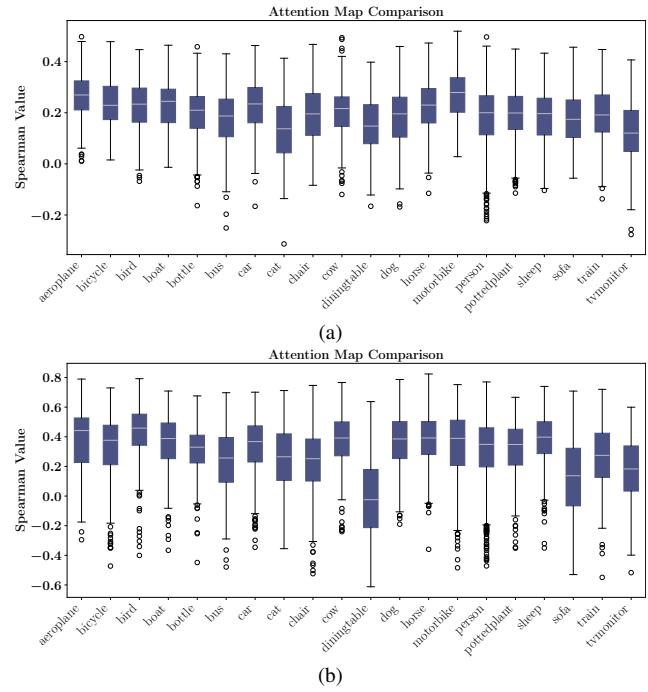 Attention Map Comparison
Spearman Value
0.4
0.2
0.0
−0.2
aeroplane
bicycle
bird
boat
bottle
bus
car
cat
chair
cow
diningtable
dog
horse
motorbike
person
pottedplant
sheep
sofa
train
tvmonitor
(a)
Attention Map Comparison
Spearman Value
0.8
0.6
0.4
0.2
0.0
−0.2
−0.4
−0.6
aeroplane
bicycle
bird
boat
bottle
bus
car
cat
chair
cow
diningtable
dog
horse
motorbike
person
pottedplant
sheep
sofa
train
tvmonitor
(b)